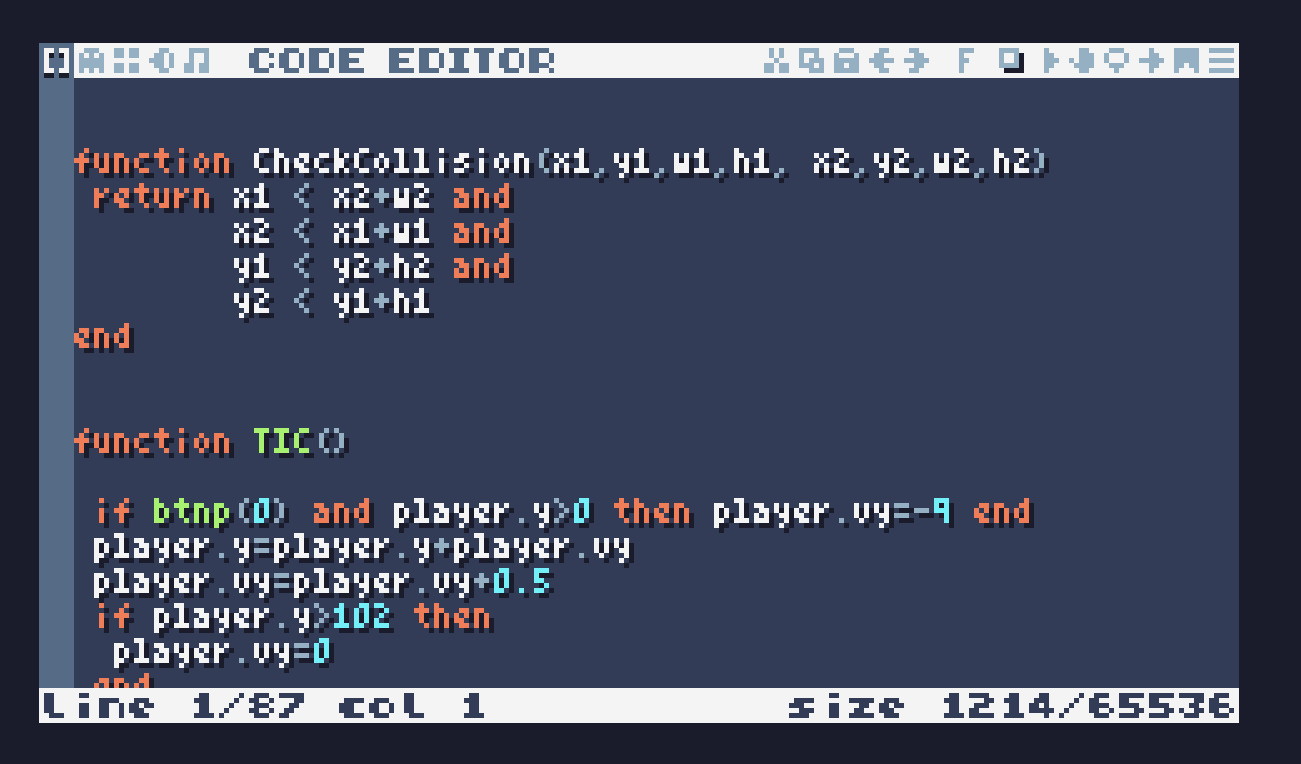 CODE EDITOR F
function CheckCollision(x1,y1,w1,h1, x2,y2,w2,h2)
return x1 < x2+w2 and
x2 < x1+w1 and
y1 < y2+h2 and
y2 < y1+h1
end
function TIC()
if btnp(0) and player.y>0 then player.vy=-9 end
player.y=player.y+player.vy
player.vy=player.vy+0.5
if player.y>102 then
player.vy=0
end
line 1/87 col 1 size 1214/65536